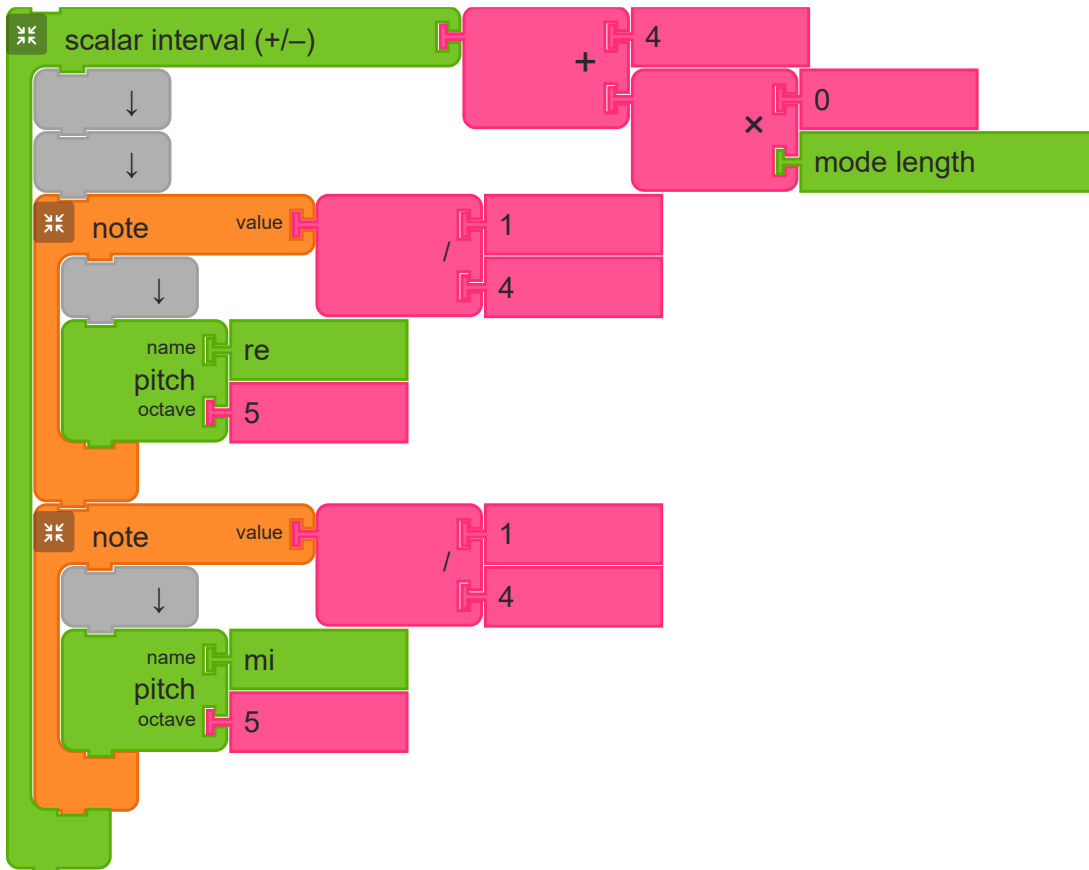 scalar interval (+/–)
+
4
×
0
mode length
↓
↓
note value / 1
4
↓
name re
pitch
octave 5
note value / 1
4
↓
name mi
pitch
octave 5